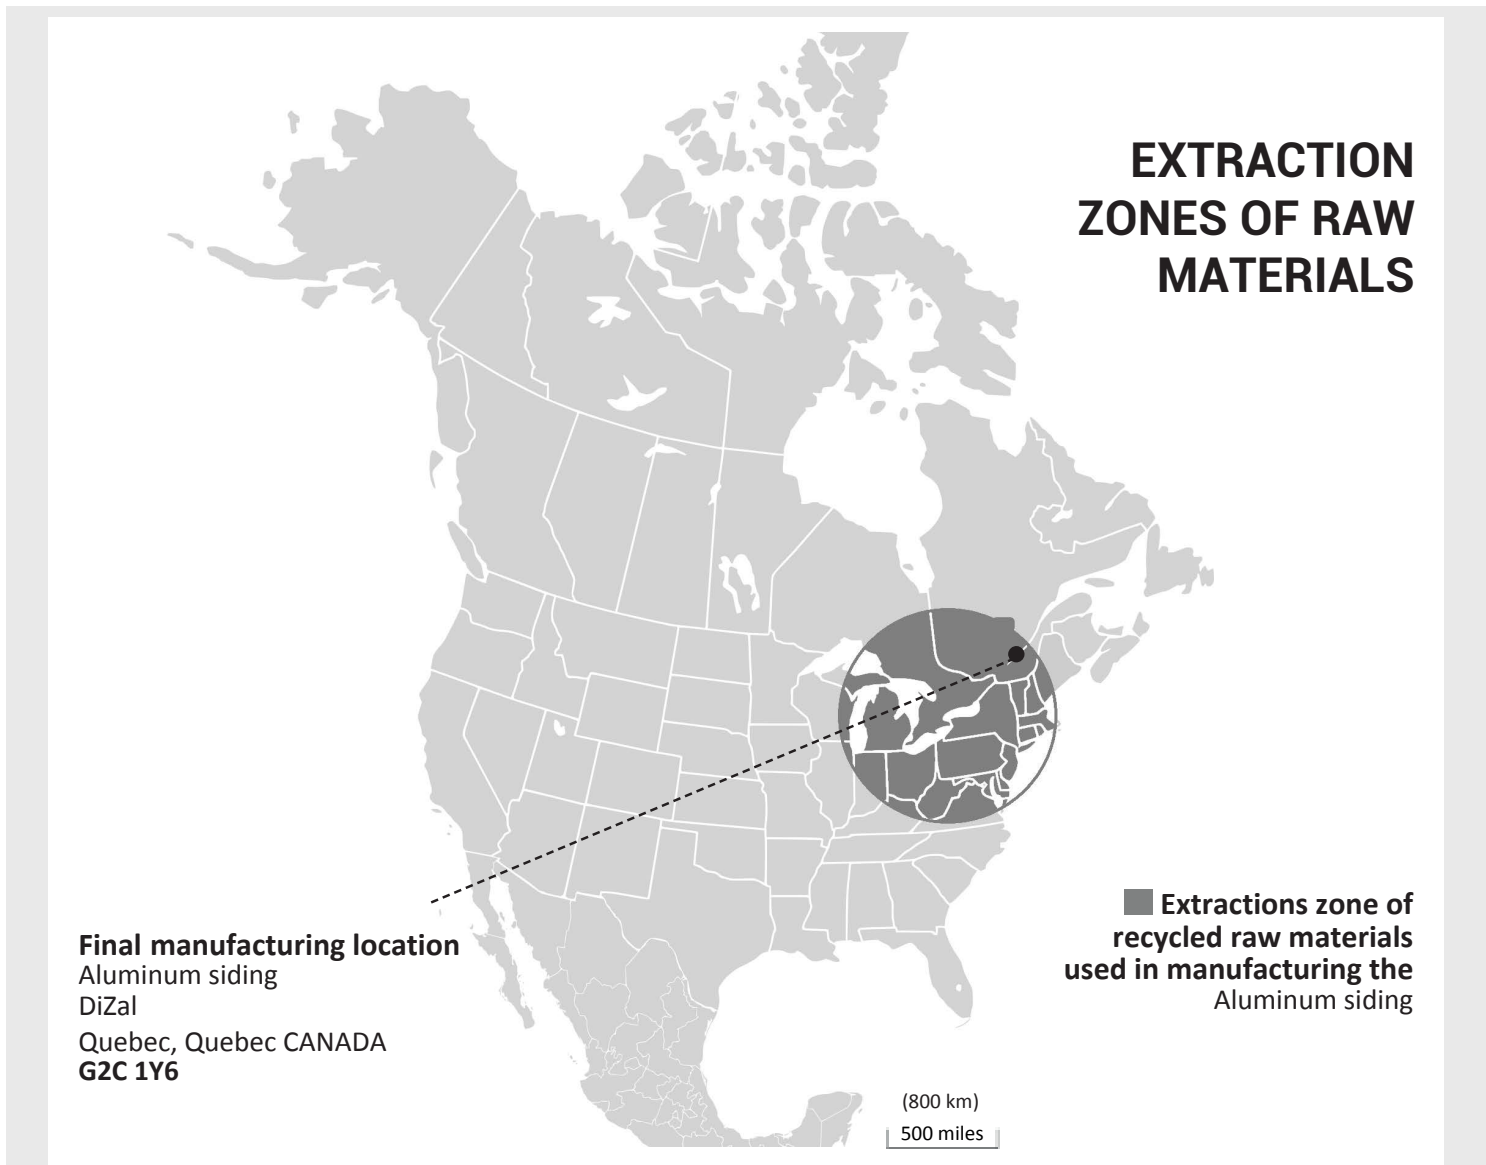 EXTRACTION
ZONES OF RAW
MATERIALS
Final manufacturing location
Aluminum siding
DiZal
Quebec, Quebec CANADA
G2C 1Y6
Extractions zone of
recycled raw materials
used in manufacturing the
Aluminum siding
(800 km)
500 miles